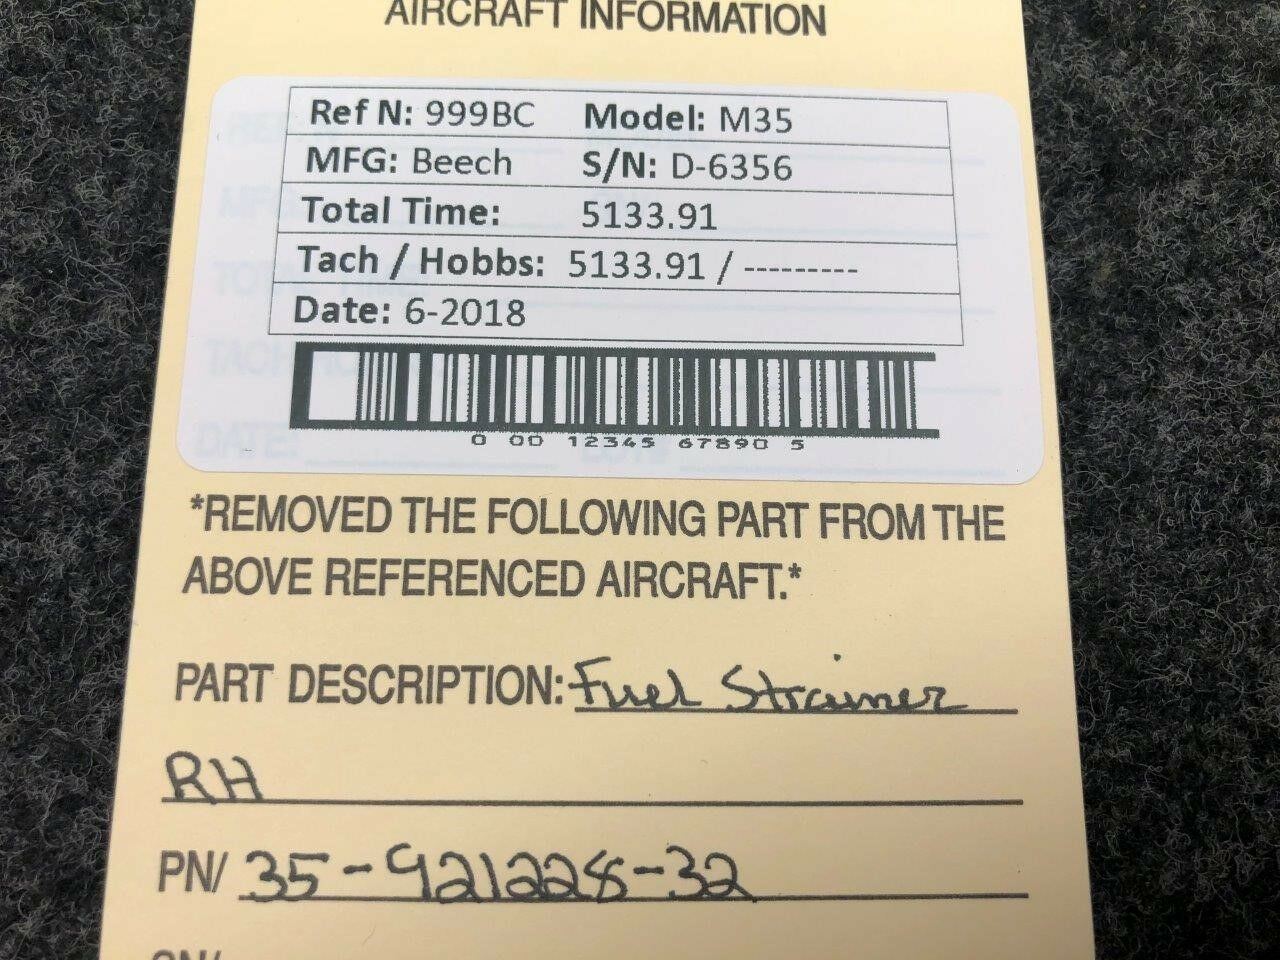 AIRCRAFT INFORMATION
Ref N: 999BC Model: M35
MFG: Beech S/N: D-6356
Total Time: 5133.91
Tach / Hobbs: 5133.91 / ---------
Date: 6-2018
0 00 12345 67890 5
*REMOVED THE FOLLOWING PART FROM THE
ABOVE REFERENCED AIRCRAFT.*
PART DESCRIPTION: Fuel Strainer
RH
PN/ 35-921228-32